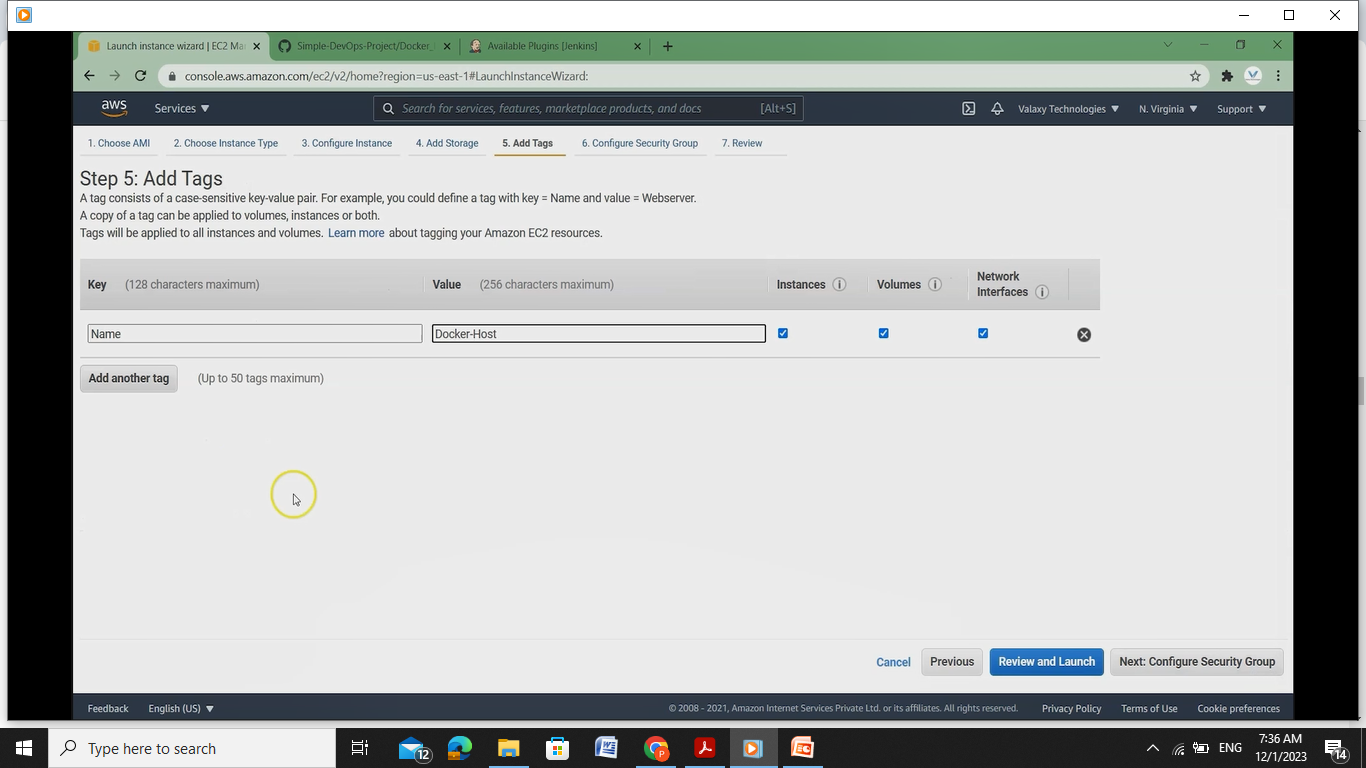 Launch instance wizard | EC2 Ma
Simple-DevOps-Project/Docker_
Available Plugins [Jenkins]
console.aws.amazon.com/ec2/v2/home?region=us-east-1#LaunchInstanceWizard:
aws
Services
Search for services, features, marketplace products, and docs
[Alt+S]
Valaxy Technologies
N. Virginia
Support
1. Choose AMI
2. Choose Instance Type
3. Configure Instance
4. Add Storage
5. Add Tags
6. Configure Security Group
7. Review
Step 5: Add Tags
A tag consists of a case-sensitive key-value pair. For example, you could define a tag with key = Name and value = Webserver.
A copy of a tag can be applied to volumes, instances or both.
Tags will be applied to all instances and volumes. Learn more about tagging your Amazon EC2 resources.
Key (128 characters maximum)
Value (256 characters maximum)
Instances
Volumes
Network
Interfaces
Name
Docker-Host
Add another tag
(Up to 50 tags maximum)
Cancel
Previous
Review and Launch
Next: Configure Security Group
Feedback
English (US)
© 2008 - 2021, Amazon Internet Services Private Ltd. or its affiliates. All rights reserved.
Privacy Policy
Terms of Use
Cookie preferences
Type here to search
12
ENG
7:36 AM
12/1/2023
14